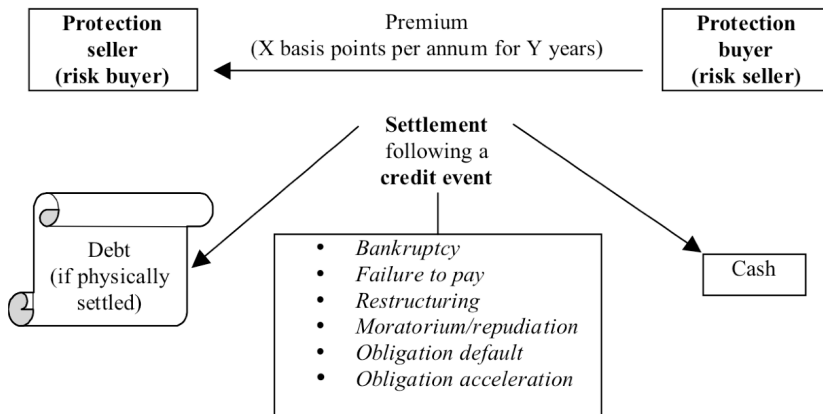 Protection
seller
(risk buyer)
Premium
(X basis points per annum for Y years)
Protection
buyer
(risk seller)
Settlement
following a
credit event
Debt
(if physically
settled)
• Bankruptcy
• Failure to pay
• Restructuring
• Moratorium/repudiation
• Obligation default
• Obligation acceleration
Cash